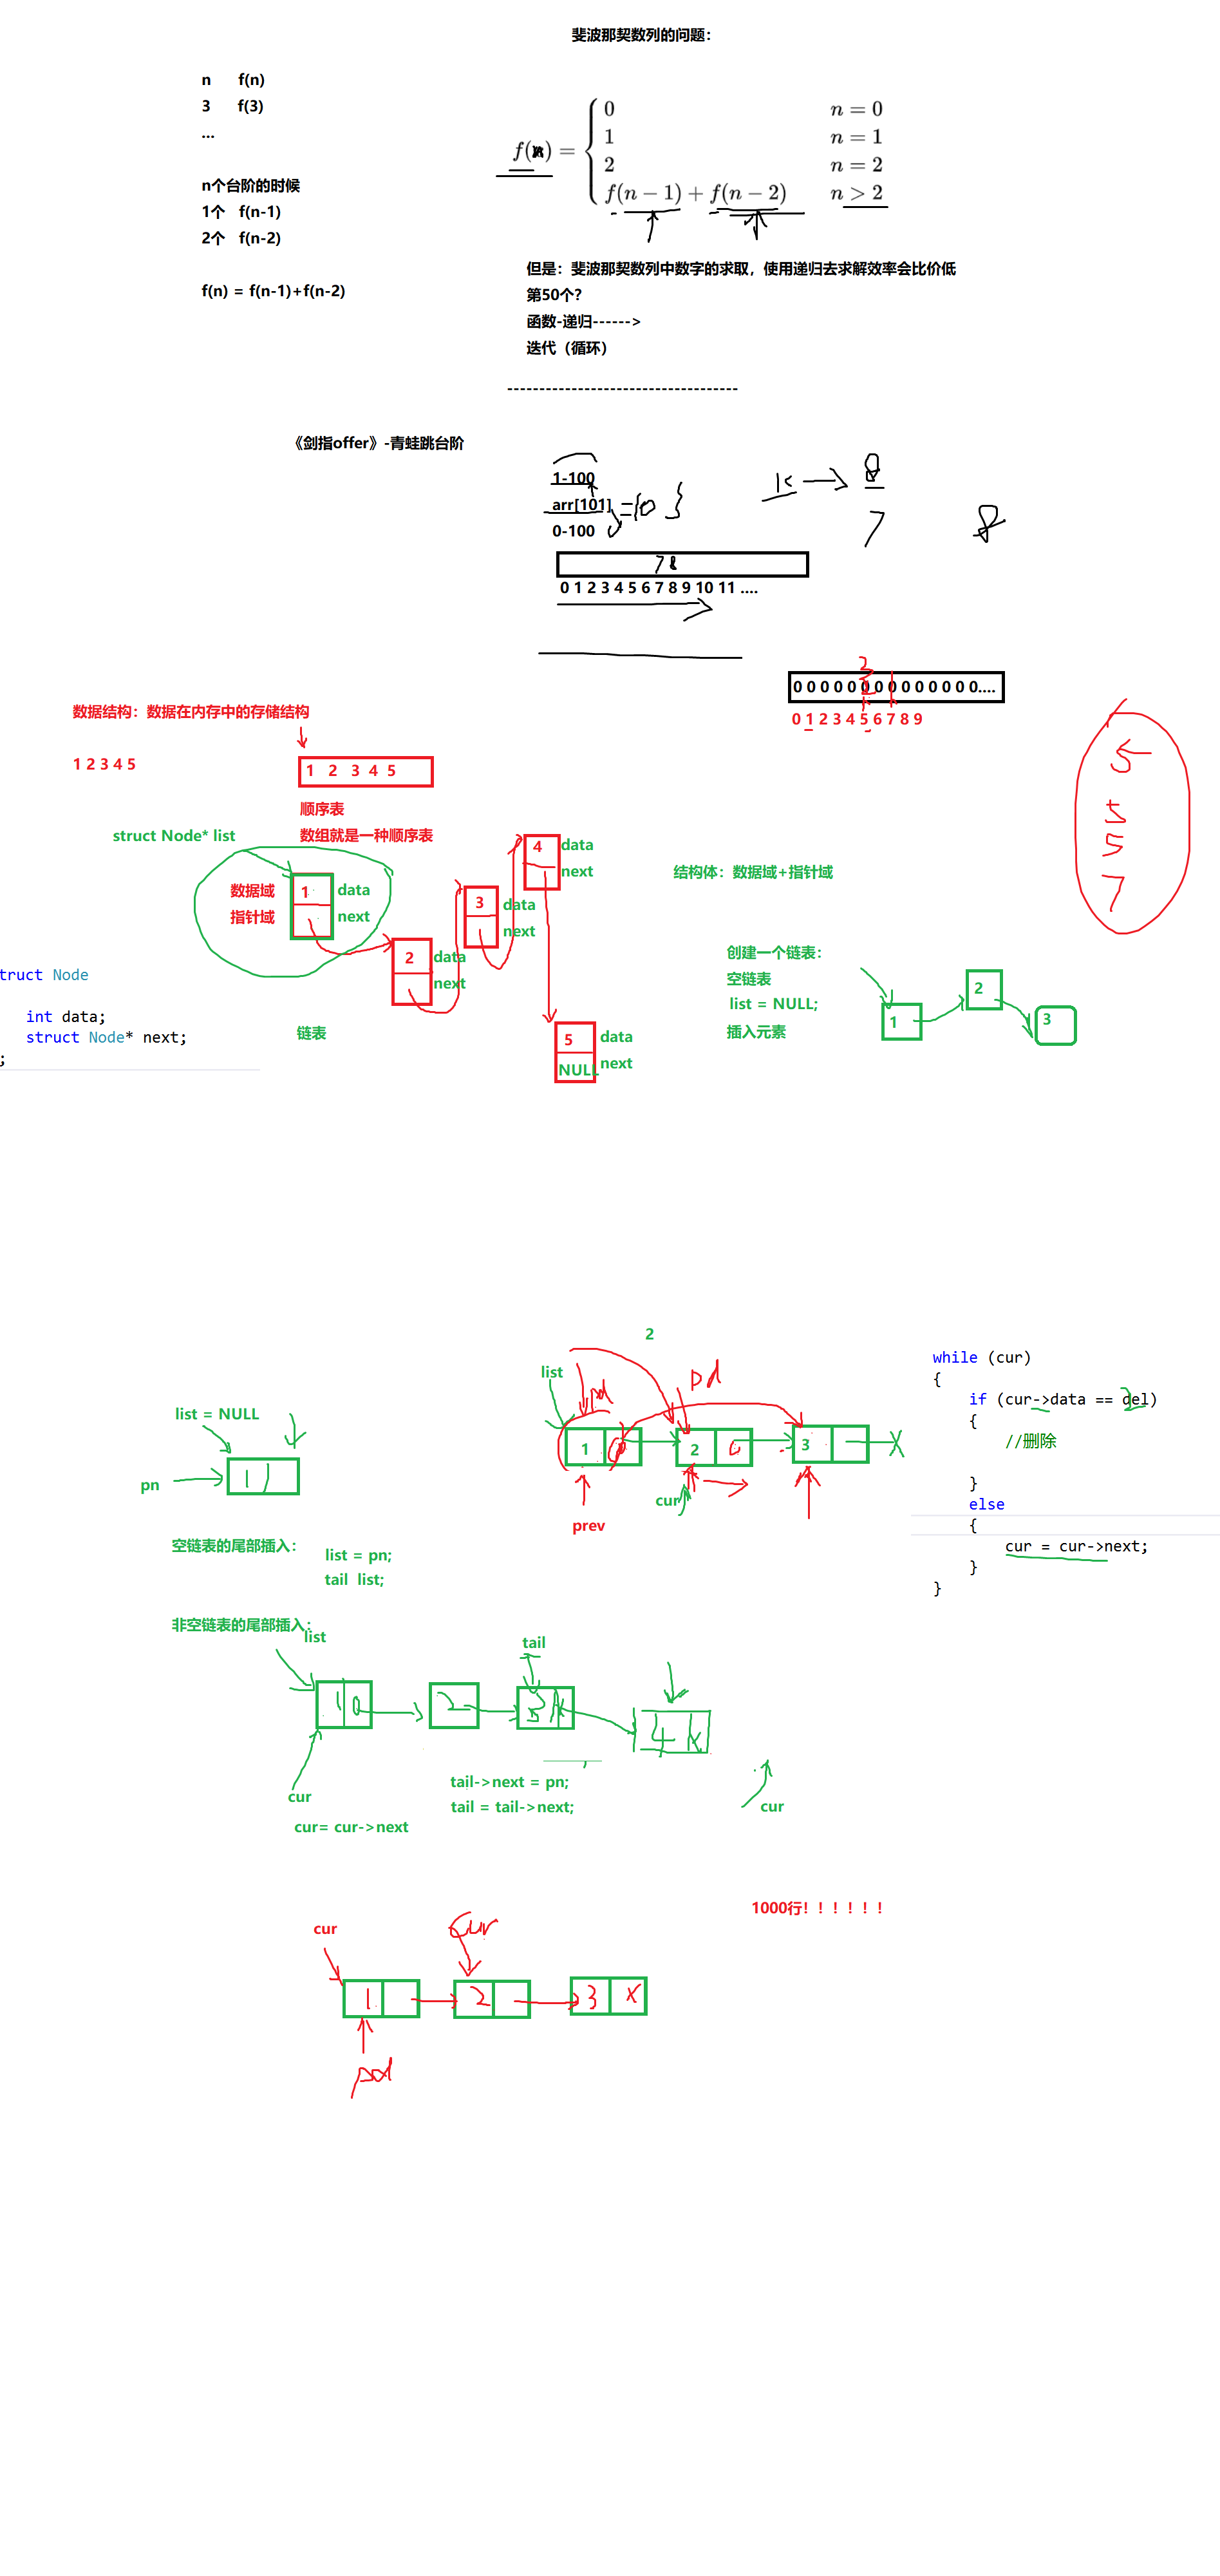 斐波那契数列的问题：
n f(n)
3 f(3)
...
n个台阶的时候
1个 f(n-1)
2个 f(n-2)
f(n) = f(n-1)+f(n-2)
0 n = 0
1 n = 1
2 n = 2
f(n − 1) + f(n − 2) n > 2
但是：斐波那契数列中数字的求取，使用递归去求解效率会比价低
第50个？
函数-递归------>
迭代（循环）
------------------------------------
《剑指offer》-青蛙跳台阶
1-100
arr[101] ={0}
0-100
7 8
0 1 2 3 4 5 6 7 8 9 10 11 ....
8
7
8
0 0 0 0 0 0 0 0 0 0 0 0 0 0....
0 1 2 3 4 5 6 7 8 9
5
5
5
7
数据结构：数据在内存中的存储结构
1 2 3 4 5
1 2 3 4 5
顺序表
数组就是一种顺序表
struct Node* list
数据域
指针域
1 data
next
2 data
next
3 data
next
4 data
next
5 data
NULL next
链表
truct Node
int data;
struct Node* next;
;
结构体：数据域+指针域
创建一个链表：
空链表
list = NULL;
插入元素
1
2
3
2
list
pd
pd
1
2
3
cur
prev
while (cur)
{
if (cur->data == del)
{
//删除
}
else
{
cur = cur->next;
}
}
list = NULL
pn
1
空链表的尾部插入：
list = pn;
tail list;
非空链表的尾部插入：
list
tail
1
2
3
4
cur
cur= cur->next
tail->next = pn;
tail = tail->next;
cur
1000行！！！！！！
cur
cur
1
2
3